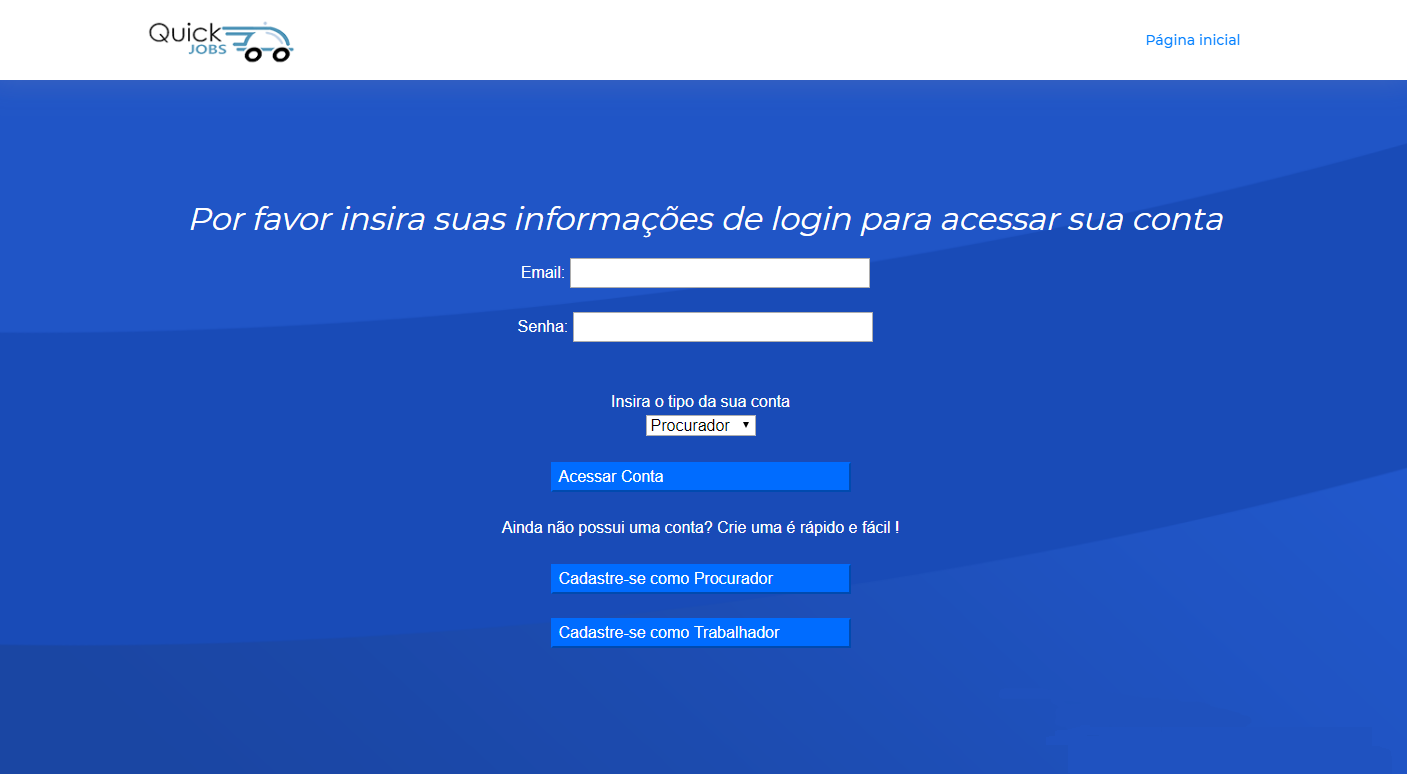 Quick
JOBS
Página inicial
Por favor insira suas informações de login para acessar sua conta
Email:
Senha:
Insira o tipo da sua conta
Procurador
Acessar Conta
Ainda não possui uma conta? Crie uma é rápido e fácil !
Cadastre-se como Procurador
Cadastre-se como Trabalhador